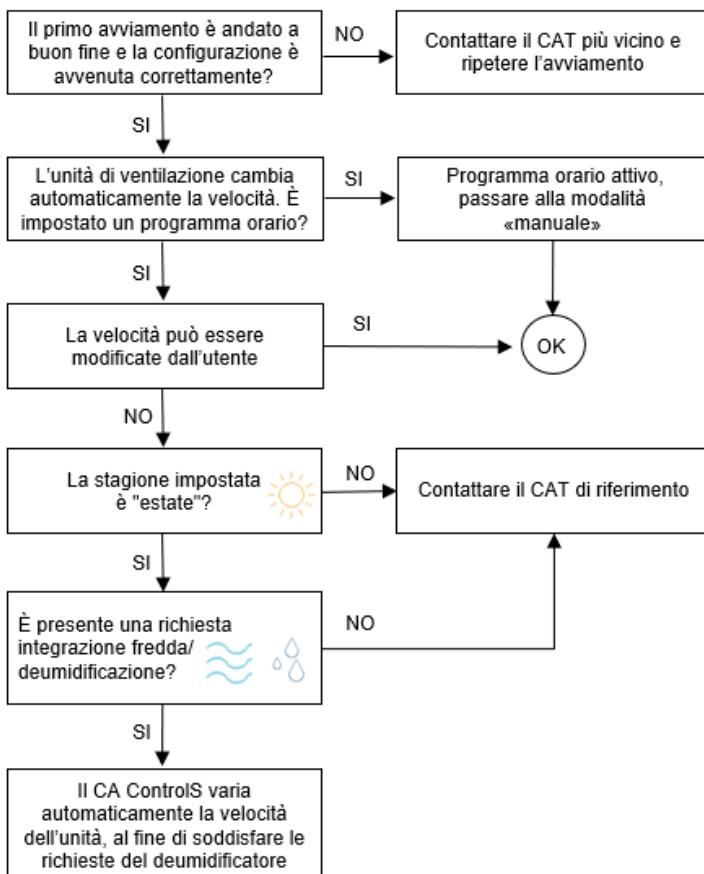 Il primo avviamento è andato a
buon fine e la configurazione è
avvenuta correttamente?
NO
Contattare il CAT più vicino e
ripetere l'avviamento
SI
L'unità di ventilazione cambia
automaticamente la velocità. È
impostato un programma orario?
SI
Programma orario attivo,
passare alla modalità
«manuale»
SI
La velocità può essere
modificate dall'utente
SI
OK
NO
La stagione impostata
è "estate"?
NO
Contattare il CAT di riferimento
SI
È presente una richiesta
integrazione fredda/
deumidificazione?
NO
SI
Il CA ControlS varia
automaticamente la velocità
dell'unità, al fine di soddisfare le
richieste del deumidificatore